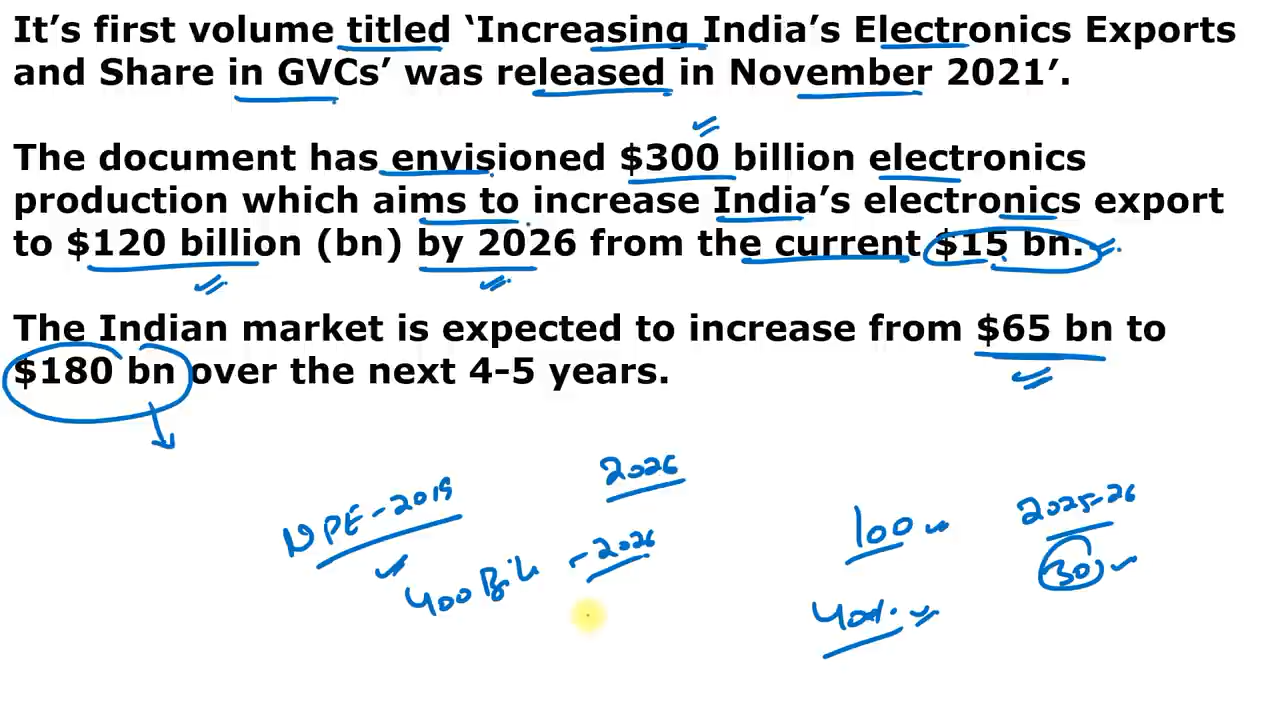 It’s first volume titled ‘Increasing India’s Electronics Exports
and Share in GVCs’ was released in November 2021’.
The document has envisioned $300 billion electronics
production which aims to increase India’s electronics export
to $120 billion (bn) by 2026 from the current $15 bn.
The Indian market is expected to increase from $65 bn to
$180 bn over the next 4-5 years.
2026
NPE-2019
2025-26
100
-2026
400 Bil
30
40%